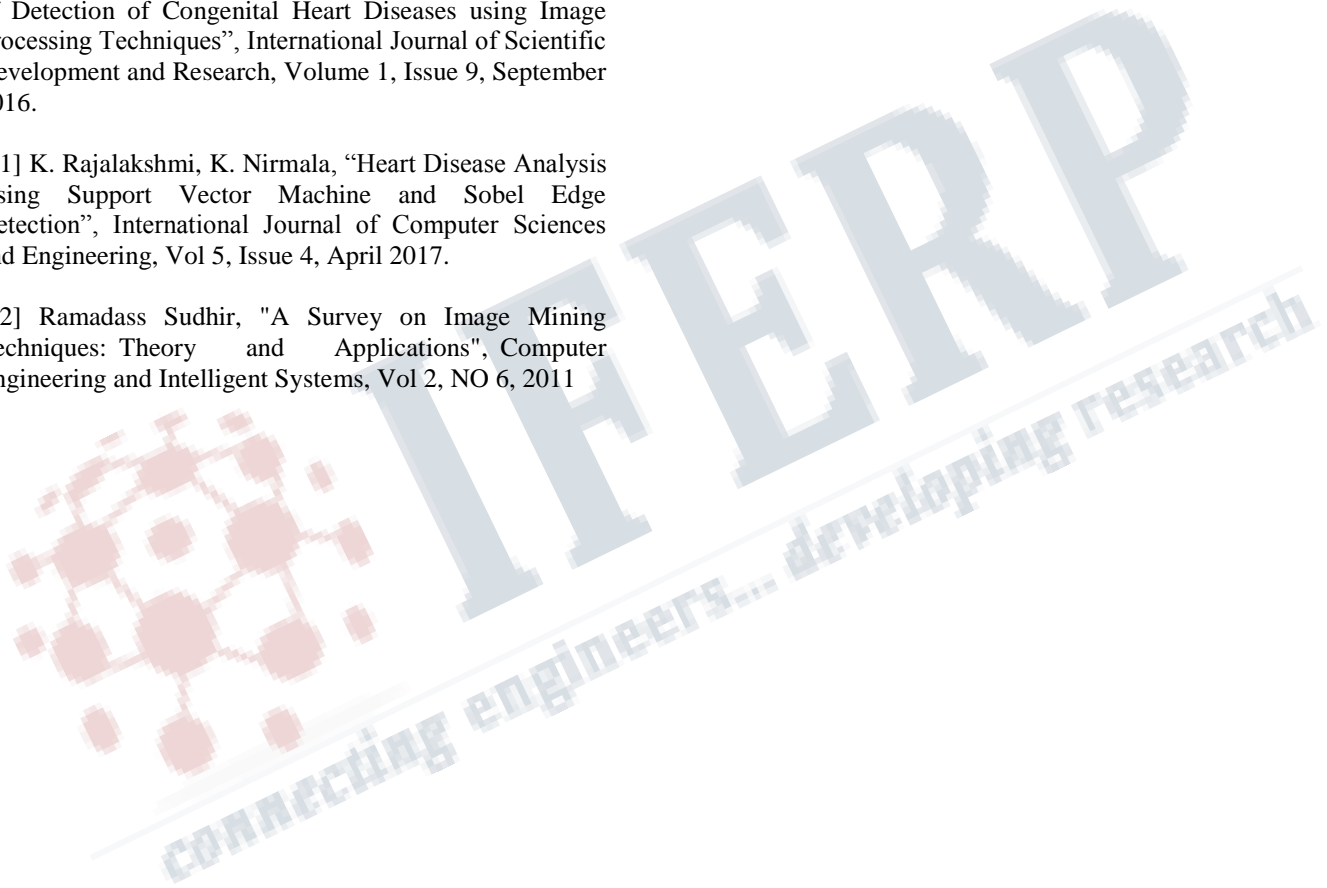 Detection of Congenital Heart Diseases using Image
rocessing Techniques”, International Journal of Scientific
evelopment and Research, Volume 1, Issue 9, September
016.
1] K. Rajalakshmi, K. Nirmala, “Heart Disease Analysis
sing Support Vector Machine and Sobel Edge
etection”, International Journal of Computer Sciences
nd Engineering, Vol 5, Issue 4, April 2017.
2] Ramadass Sudhir, "A Survey on Image Mining
echniques: Theory and Applications", Computer
ngineering and Intelligent Systems, Vol 2, NO 6, 2011
IFERP
connecting engineers... developing research